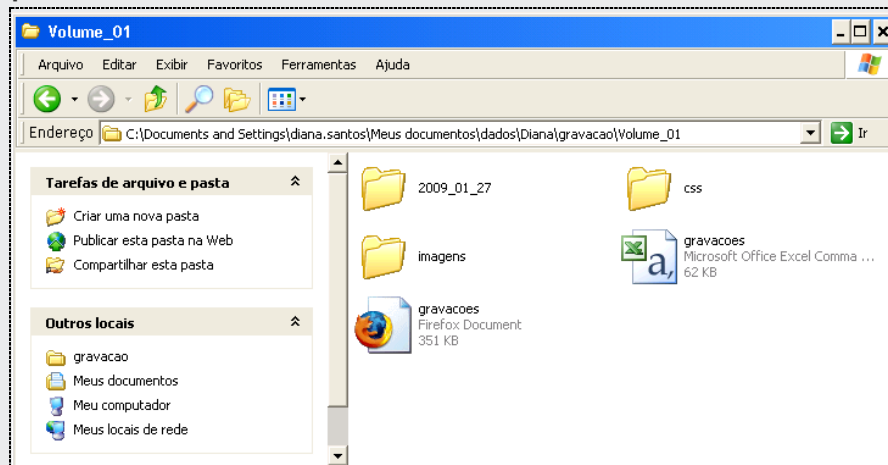 Volume_01
Arquivo Editar Exibir Favoritos Ferramentas Ajuda
Endereço C:\Documents and Settings\diana.santos\Meus documentos\dados\Diana\gravacao\Volume_01 Ir
Tarefas de arquivo e pasta
Criar uma nova pasta
Publicar esta pasta na Web
Compartilhar esta pasta
Outros locais
gravacao
Meus documentos
Meu computador
Meus locais de rede
2009_01_27
css
imagens
gravacoes
Microsoft Office Excel Comma ...
62 KB
a,
gravacoes
Firefox Document
351 KB